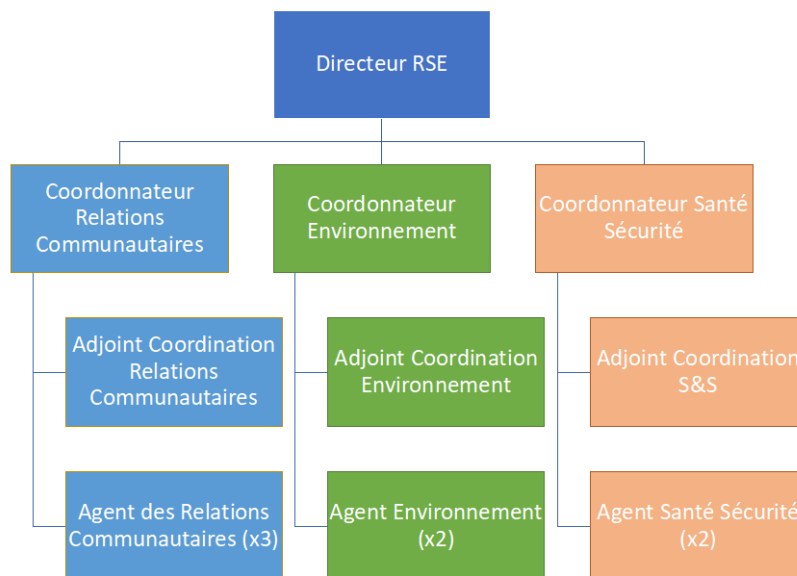 Directeur RSE
Coordonnateur
Relations
Communautaires
Coordonnateur
Environnement
Coordonnateur Santé
Sécurité
Adjoint Coordination
Relations
Communautaires
Adjoint Coordination
Environnement
Adjoint Coordination
S&S
Agent des Relations
Communautaires (x3)
Agent Environnement
(x2)
Agent Santé Sécurité
(x2)